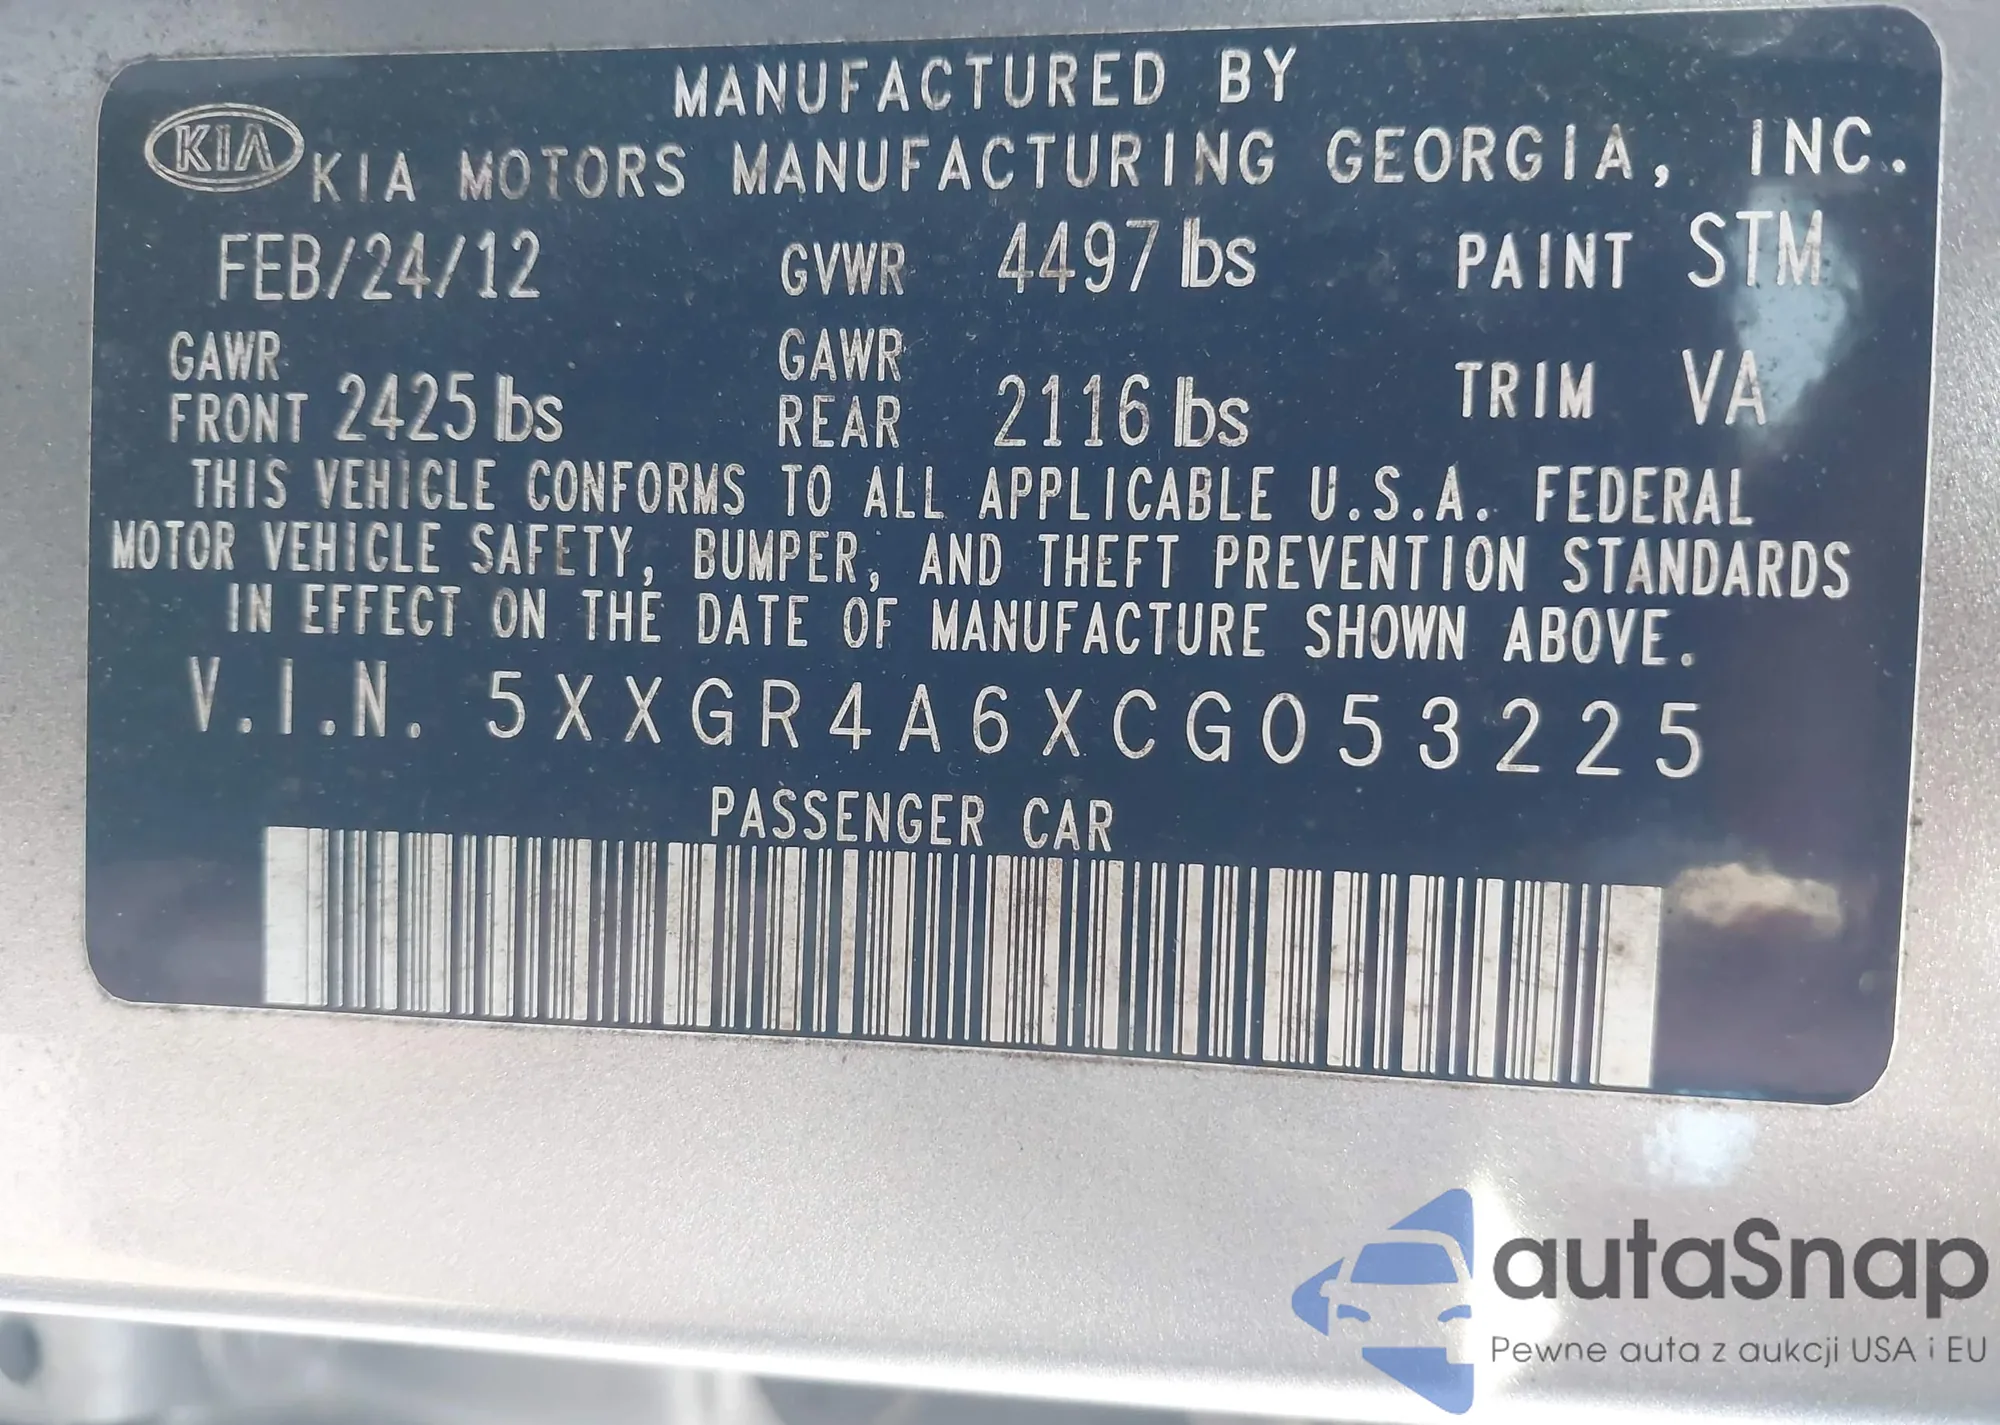 MANUFACTURED BY
KIA KIA MOTORS MANUFACTURING GEORGIA, INC.
FEB/24/12 GVWR 4497 lbs PAINT STM
GAWR FRONT 2425 lbs GAWR REAR 2116 lbs TRIM VA
THIS VEHICLE CONFORMS TO ALL APPLICABLE U.S.A. FEDERAL
MOTOR VEHICLE SAFETY, BUMPER, AND THEFT PREVENTION STANDARDS
IN EFFECT ON THE DATE OF MANUFACTURE SHOWN ABOVE.
V.I.N. 5XXGR4A6XCG053225
PASSENGER CAR
autaSnap
Pewne auta z aukcji USA i EU